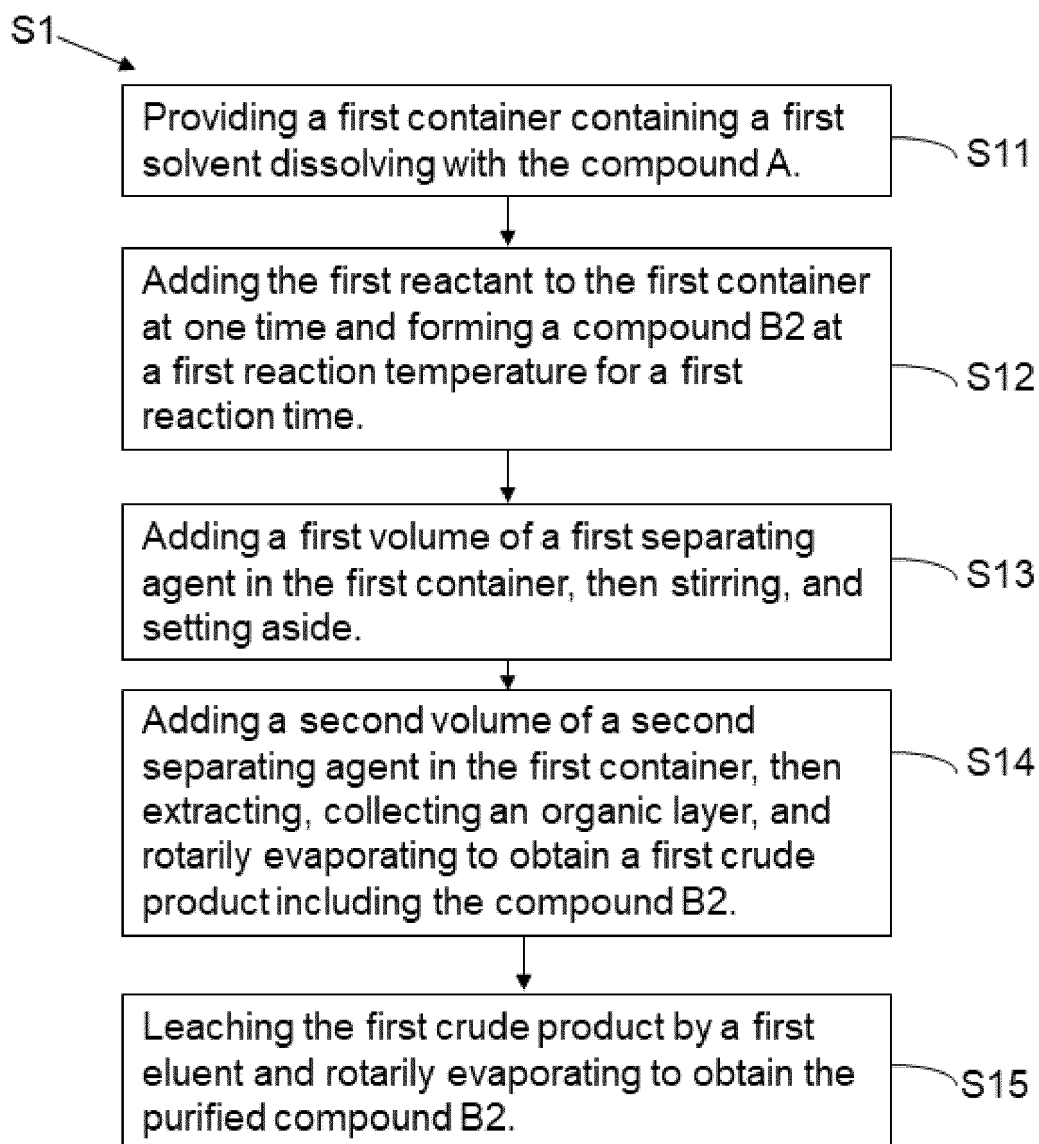 S1
Providing a first container containing a first
solvent dissolving with the compound A.
S11
Adding the first reactant to the first container
at one time and forming a compound B2 at
a first reaction temperature for a first
reaction time.
S12
Adding a first volume of a first separating
agent in the first container, then stirring, and
setting aside.
S13
Adding a second volume of a second
separating agent in the first container, then
extracting, collecting an organic layer, and
rotarily evaporating to obtain a first crude
product including the compound B2.
S14
Leaching the first crude product by a first
eluent and rotarily evaporating to obtain the
purified compound B2.
S15